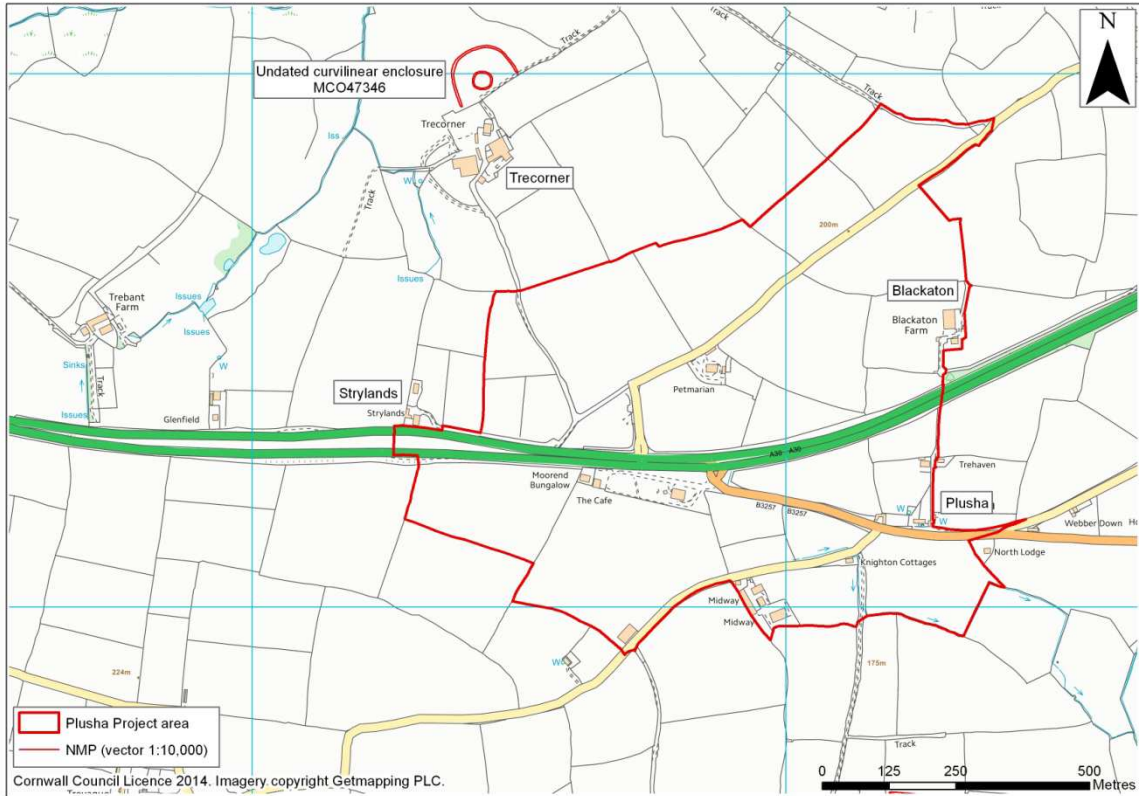 N
Track
Track
Undated curvilinear enclosure
MCO47346
Trecorner
Iss
Trecorner
W
Track
Issues
200m
Blackaton
Blackaton
Farm
Trebant
Farm
Issues
Issues
W
Sinks
Track
Issues
Glenfield
Strylands
Strylands
Petmarian
A30 A30
Moorend
Bungalow
The Cafe
B3257
B3257
Trehaven
W
Plusha
W
Webber Down
Ho
North Lodge
Knighton Cottages
Midway
Midway
W
224m
175m
Track
Plusha Project area
NMP (vector 1:10,000)
Cornwall Council Licence 2014. Imagery copyright Getmapping PLC.
0 125 250 500
Metres